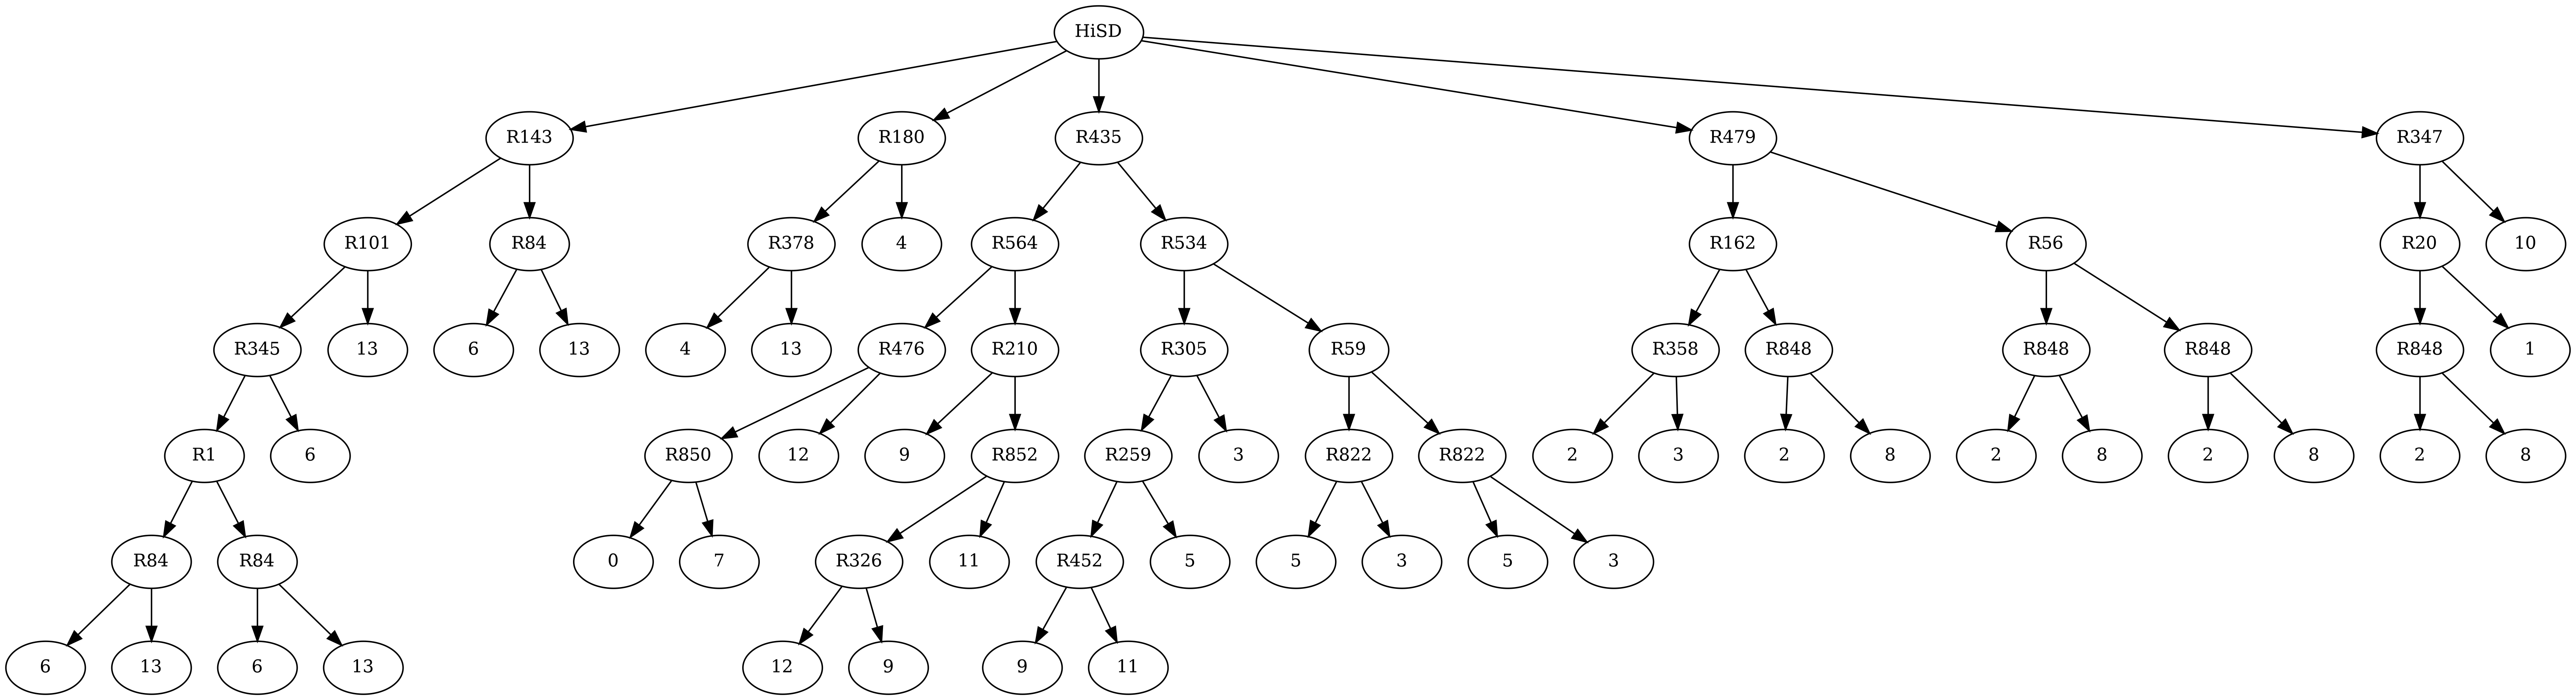 HiSD
R143 R180 R435 R479 R347
R101 R84 R378 4 R564 R534 R162 R56 R20 10
R345 13 6 13 4 13 R476 R210 R305 R59 R358 R848 R848 R848 R848 1
R1 6 R850 12 9 R852 R259 3 R822 R822 2 3 2 8 2 8 2 8 2 8
R84 R84 0 7 R326 11 R452 5 5 3 5 3
6 13 6 13 12 9 9 11